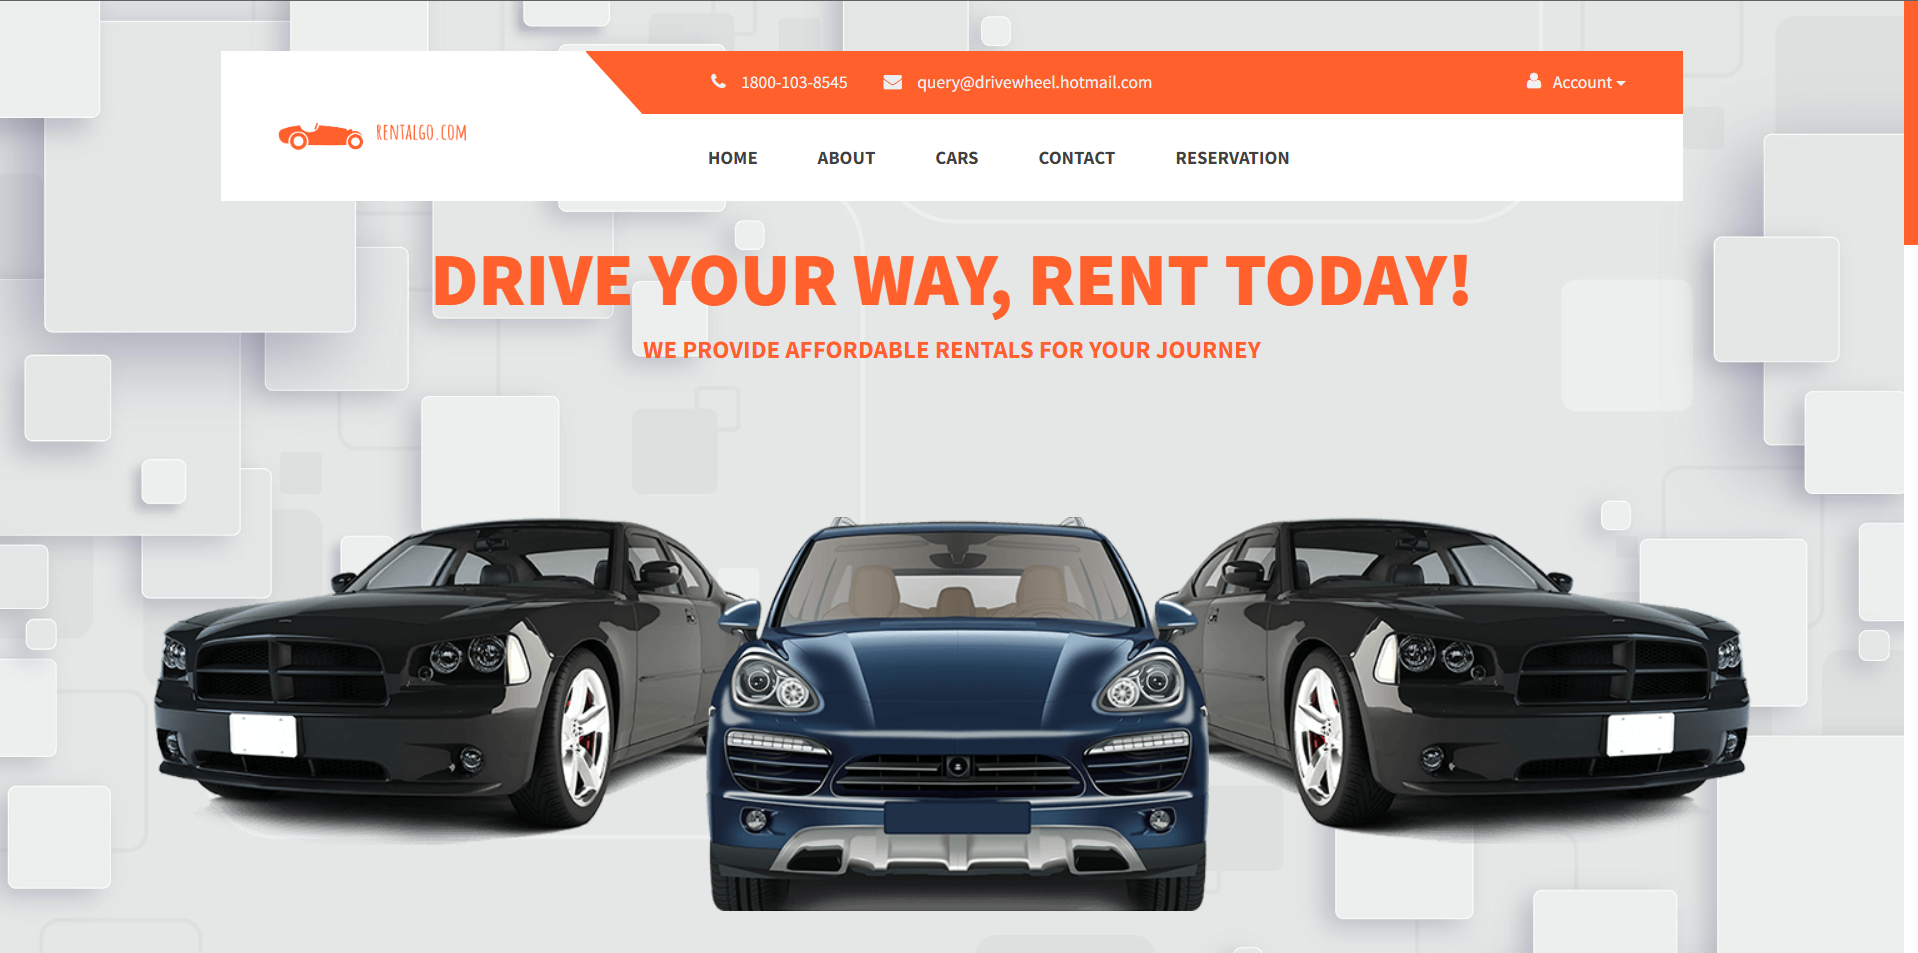 1800-103-8545
query@drivewheel.hotmail.com
Account
RENTALGO.COM
HOME
ABOUT
CARS
CONTACT
RESERVATION
DRIVE YOUR WAY, RENT TODAY!
WE PROVIDE AFFORDABLE RENTALS FOR YOUR JOURNEY